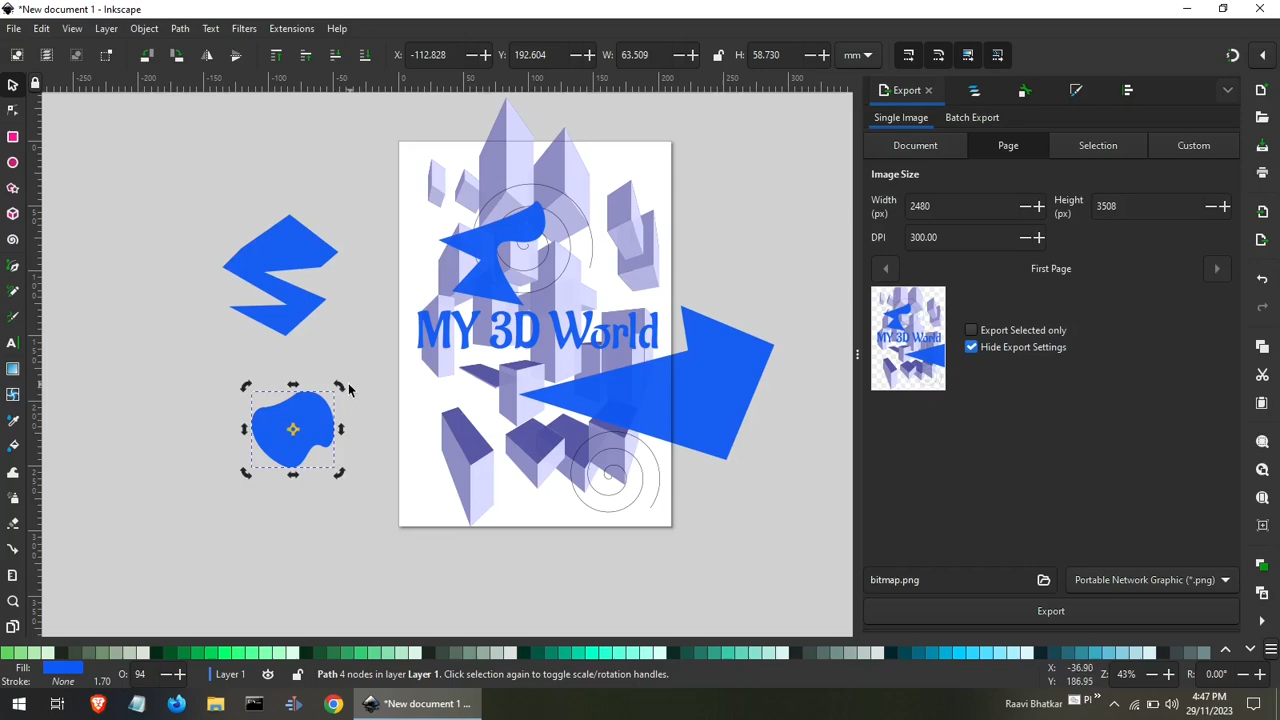 *New document 1 - Inkscape
File Edit View Layer Object Path Text Filters Extensions Help
X: -112.828 Y: 192.604 W: 63.509 H: 58.730 mm
Export
Single Image Batch Export
Document Page Selection Custom
Image Size
Width (px) 2480 Height (px) 3508
DPI 300.00
First Page
Export Selected only
Hide Export Settings
MY 3D World
MY 3D World
bitmap.png Portable Network Graphic (*.png)
Export
Fill: Stroke: None 1.70 O: 94 Layer 1 Path 4 nodes in layer Layer 1. Click selection again to toggle scale/rotation handles. X: -36.90 Y: 186.95 Z: 43% R: 0.00°
*New document 1 ... Raavi Bhatkar Pi 4:47 PM
29/11/2023